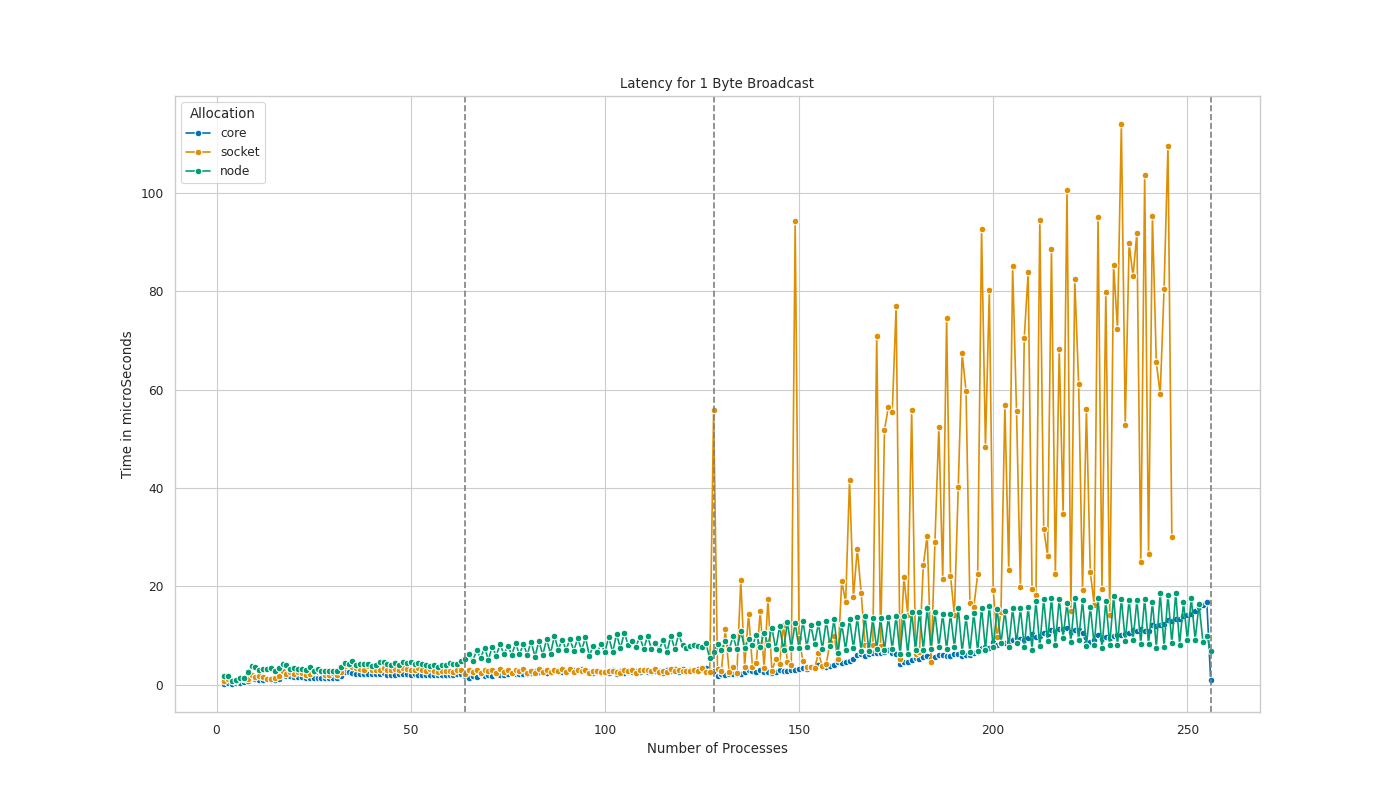 Latency for 1 Byte Broadcast
Allocation
core
socket
node
Time in microSeconds
100
80
60
40
20
0
0 50 100 150 200 250
Number of Processes